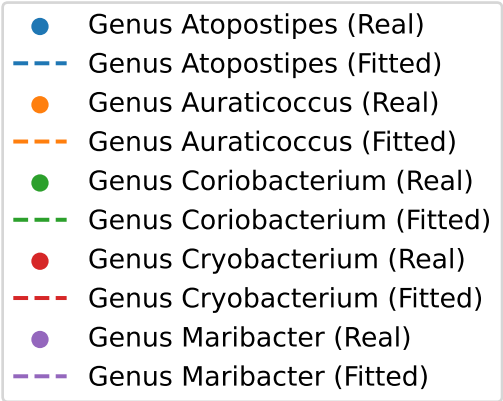 Genus Atopostipes (Real)
Genus Atopostipes (Fitted)
Genus Auraticoccus (Real)
Genus Auraticoccus (Fitted)
Genus Coriobacterium (Real)
Genus Coriobacterium (Fitted)
Genus Cryobacterium (Real)
Genus Cryobacterium (Fitted)
Genus Maribacter (Real)
Genus Maribacter (Fitted)